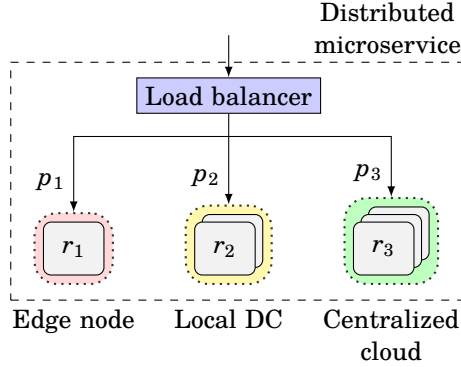 Distributed
microservice
Load balancer
p₁
p₂
p₃
r₁
r₂
r₃
Edge node
Local DC
Centralized
cloud